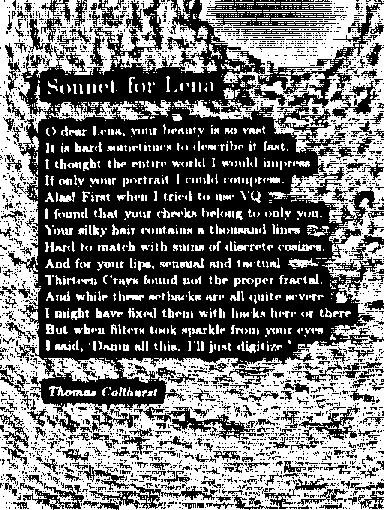 Sonnet for Lena
O dear Lena, your beauty is so vast
It is hard sometimes to describe it fast.
I thought the entire world I would impress
If only your portrait I could compress.
Alas! First when I tried to use VQ
I found that your cheeks belong to only you.
Your silky hair contains a thousand lines
Hard to match with sums of discrete cosines.
And for your lips, sensual and tactual
Thirteen Crays found not the proper fractal.
And while these setbacks are all quite severe
I might have fixed them with hacks here or there
But when filters took sparkle from your eyes
I said, 'Damn all this. I'll just digitize.'
Thomas Colthurst